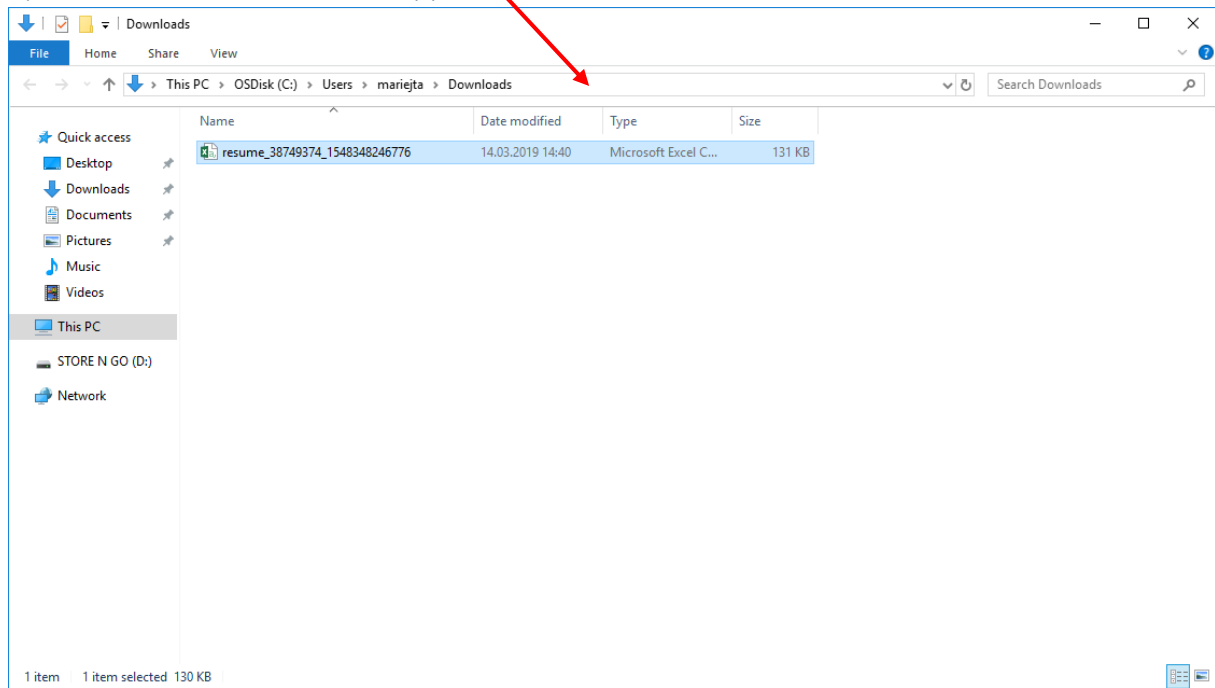 Downloads
File Home Share View
This PC > OSDisk (C:) > Users > mariejta > Downloads
Search Downloads
Name Date modified Type Size
resume_38749374_1548348246776 14.03.2019 14:40 Microsoft Excel C... 131 KB
Quick access
Desktop
Downloads
Documents
Pictures
Music
Videos
This PC
STORE N GO (D:)
Network
1 item 1 item selected 130 KB